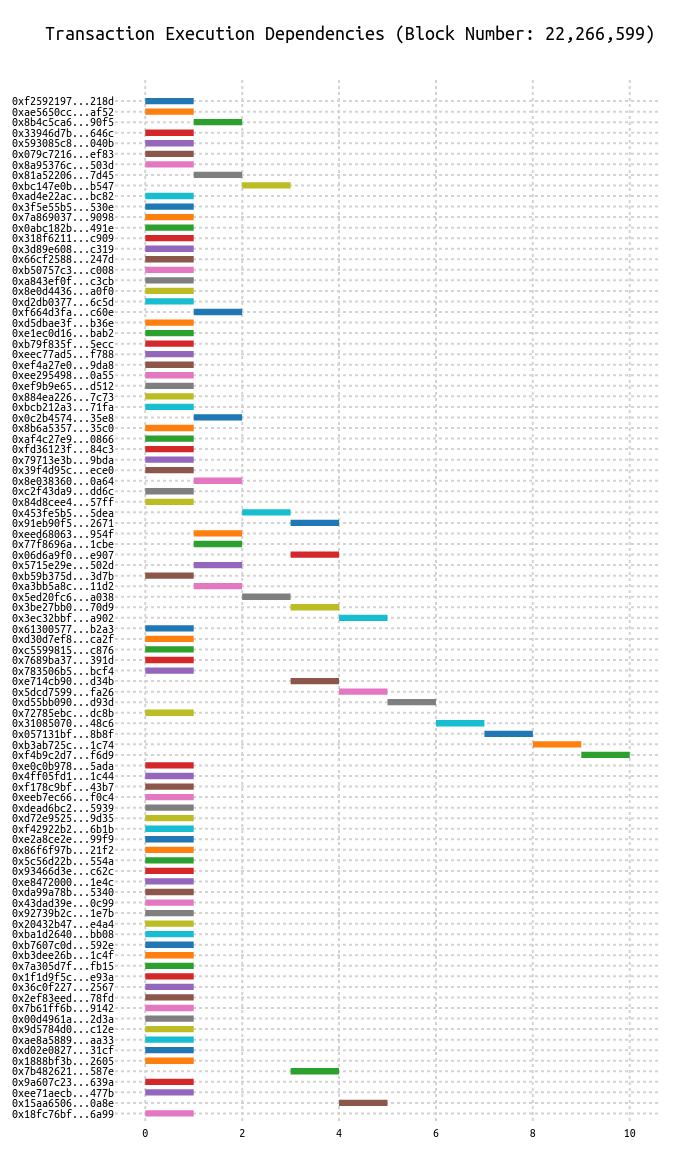 Transaction Execution Dependencies (Block Number: 22,266,599)
0xf2592197...218d
0xae5650cc...af52
0x8b4c5ca6...90f5
0x33946d7b...646c
0x593085c8...040b
0x079c7216...ef83
0x8a95376c...503d
0x81a52206...7d45
0xbc147e0b...b547
0xad4e22ac...bc82
0x3f5e55b5...530e
0x7a869037...9098
0x0abc182b...491e
0x318f6211...c909
0x3d89e608...c319
0x66cf2588...247d
0xb50757c3...c008
0xa843ef0f...c3cb
0x8e0d4436...a0f0
0xd2db0377...6c5d
0xf664d3fa...c60e
0xd5dbae3f...b36e
0xe1ec0d16...bab2
0xb79f835f...5ecc
0xeec77ad5...f788
0xef4a27e0...9da8
0xee295498...0a55
0xef9b9e65...d512
0x884ea226...7c73
0xbcb212a3...71fa
0x0c2b4574...35e8
0x8b6a5357...35c0
0xaf4c27e9...0866
0xfd36123f...84c3
0x79713e3b...9bda
0x39f4d95c...ece0
0x8e038360...0a64
0xc2f43da9...dd6c
0x84d8cee4...57ff
0x453fe5b5...5dea
0x91eb90f5...2671
0xeed68063...954f
0x77f8696a...1cbe
0x06d6a9f0...e907
0x5715e29e...502d
0xb59b375d...3d7b
0xa3bb5a8c...11d2
0x5ed20fc6...a038
0x3be27bb0...70d9
0x3ec32bbf...a902
0x61300577...b2a3
0xd30d7ef8...ca2f
0xc5599815...c876
0x7689ba37...391d
0x783506b5...bcf4
0xe714cb90...d34b
0x5dcd7599...fa26
0xd55bb090...d93d
0x72785ebc...dc8b
0x31085070...48c6
0x057131bf...8b8f
0xb3ab725c...1c74
0xf4b9c2d7...f6d9
0xe0c0b978...5ada
0x4ff05fd1...1c44
0xf178c9bf...43b7
0xeeb7ec66...f0c4
0xdead6bc2...5939
0xd72e9525...9d35
0xf42922b2...6b1b
0xe2a8ce2e...99f9
0x86f6f97b...21f2
0x5c56d22b...554a
0x93466d3e...c62c
0xe8472000...1e4c
0xda99a78b...5340
0x43dad39e...0c99
0x92739b2c...1e7b
0x20432b47...e4a4
0xba1d2640...bb08
0xb7607c0d...592e
0xb3dee26b...1c4f
0x7a305d7f...fb15
0x1f1d9f5c...e93a
0x36c0f227...2567
0x2ef83eed...78fd
0x7b61ff6b...9142
0x00d4961a...2d3a
0x9d5784d0...c12e
0xae8a5889...aa33
0xd02e0827...31cf
0x1888bf3b...2605
0x7b482621...587e
0x9a607c23...639a
0xee71aecb...477b
0x15aa6506...0a8e
0x18fc76bf...6a99
0 2 4 6 8 10